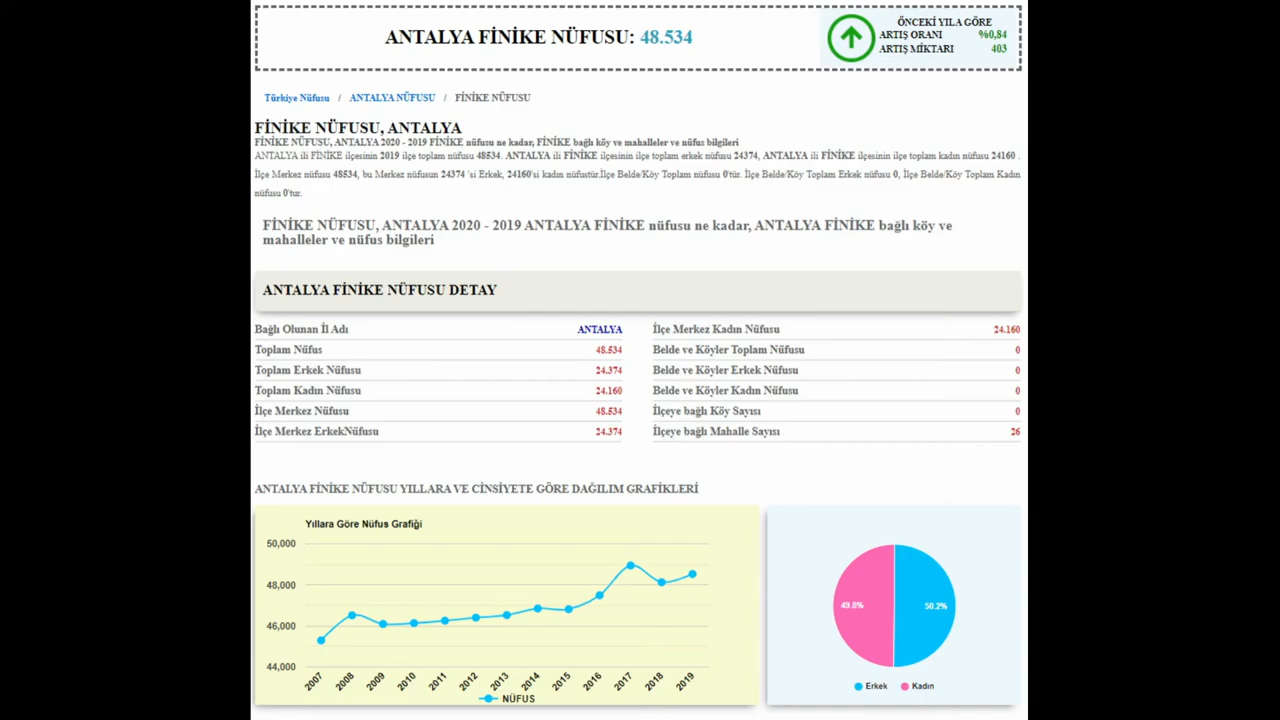 ANTALYA FİNİKE NÜFUSU: 48.534
ÖNCEKİ YILA GÖRE
ARTIŞ ORANI %0,84
ARTIŞ MİKTARI 403
Türkiye Nüfusu / ANTALYA NÜFUSU / FİNİKE NÜFUSU
FİNİKE NÜFUSU, ANTALYA
FİNİKE NÜFUSU, ANTALYA 2020 - 2019 FİNİKE nüfusu ne kadar, FİNİKE bağlı köy ve mahalleler ve nüfus bilgileri
ANTALYA ili FİNİKE ilçesinin 2019 ilçe toplam nüfusu 48534. ANTALYA ili FİNİKE ilçesinin ilçe toplam erkek nüfusu 24374, ANTALYA ili FİNİKE ilçesinin ilçe toplam kadın nüfusu 24160 .
İlçe Merkez nüfusu 48534, bu Merkez nüfusun 24374 'si Erkek, 24160'si kadın nüfustür.İlçe Belde/Köy Toplam nüfusu 0'tür. İlçe Belde/Köy Toplam Erkek nüfusu 0, İlçe Belde/Köy Toplam Kadın
nüfusu 0'tur.
FİNİKE NÜFUSU, ANTALYA 2020 - 2019 ANTALYA FİNİKE nüfusu ne kadar, ANTALYA FİNİKE bağlı köy ve
mahalleler ve nüfus bilgileri
ANTALYA FİNİKE NÜFUSU DETAY
Bağlı Olunan İl Adı ANTALYA
Toplam Nüfus 48.534
Toplam Erkek Nüfusu 24.374
Toplam Kadın Nüfusu 24.160
İlçe Merkez Nüfusu 48.534
İlçe Merkez ErkekNüfusu 24.374
İlçe Merkez Kadın Nüfusu 24.160
Belde ve Köyler Toplam Nüfusu 0
Belde ve Köyler Erkek Nüfusu 0
Belde ve Köyler Kadın Nüfusu 0
İlçeye bağlı Köy Sayısı 0
İlçeye bağlı Mahalle Sayısı 26
ANTALYA FİNİKE NÜFUSU YILLARA VE CİNSİYETE GÖRE DAĞILIM GRAFİKLERİ
Yıllara Göre Nüfus Grafiği
50,000
48,000
46,000
44,000
2007 2008 2009 2010 2011 2012 2013 2014 2015 2016 2017 2018 2019
NÜFUS
49.8% 50.2%
Erkek Kadın